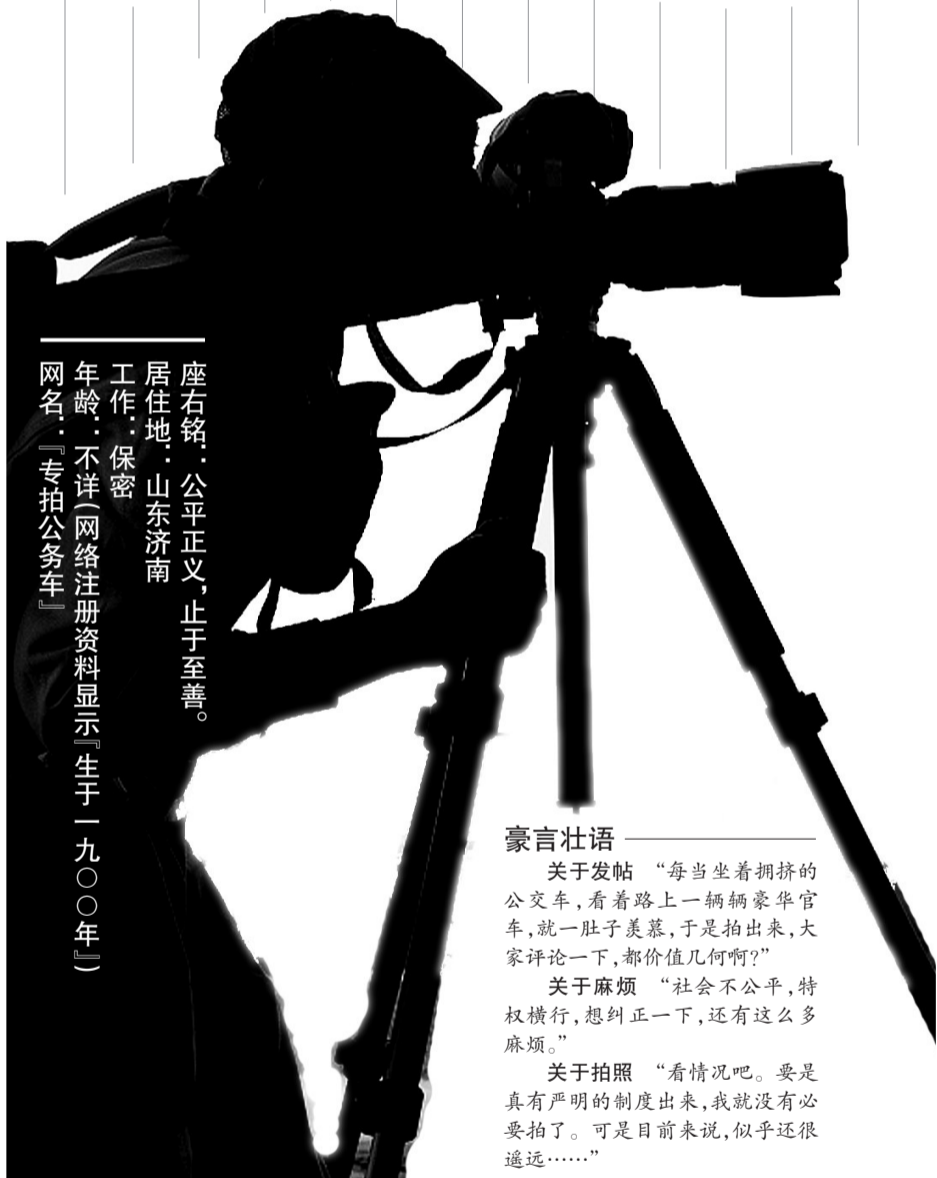 网名：『专拍公务车』
年龄：不详(网络注册资料显示『生于一九〇〇年』)
工作：保密
居住地：山东济南
座右铭：公平正义，止于至善。
豪言壮语
关于发帖 “每当坐着拥挤的
公交车，看着路上一辆辆豪华官
车，就一肚子羡慕，于是拍出来，大
家评论一下，都价值几何啊？”
关于麻烦 “社会不公平，特
权横行，想纠正一下，还有这么多
麻烦。”
关于拍照 “看情况吧。要是
真有严明的制度出来，我就没有必
要拍了。可是目前来说，似乎还很
遥远……”